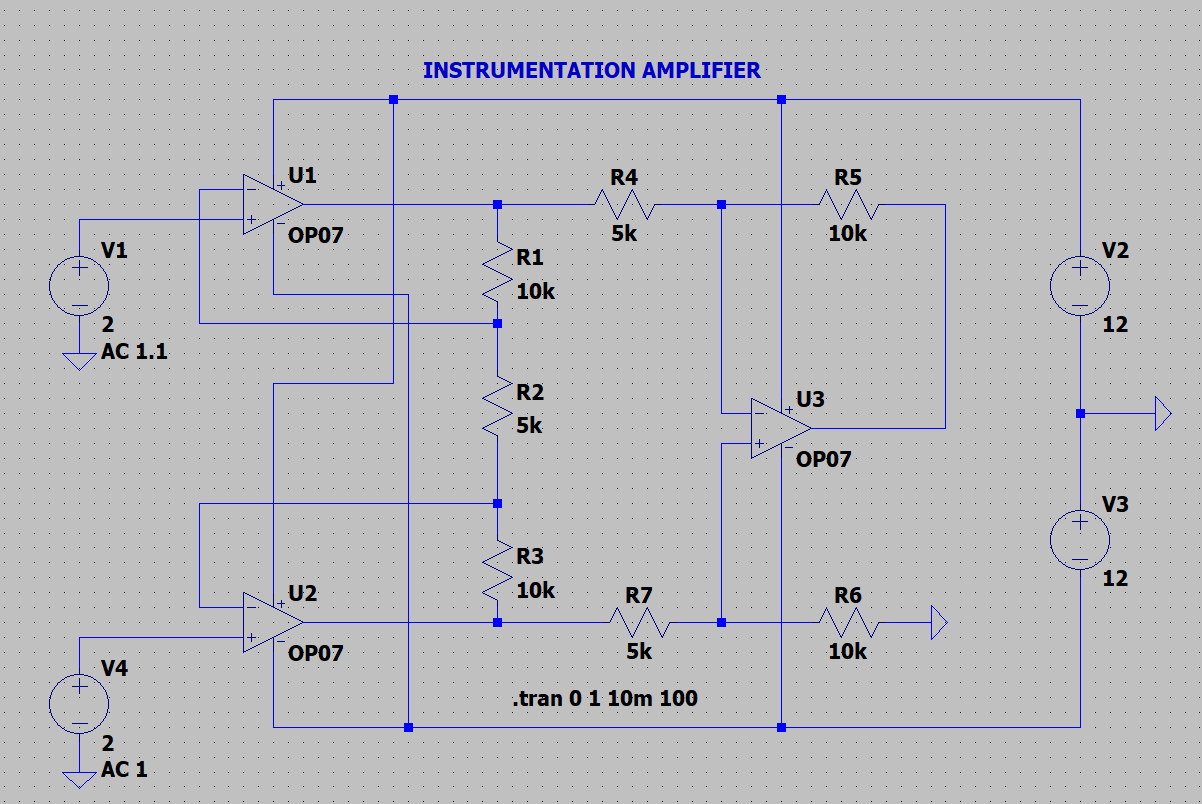 INSTRUMENTATION AMPLIFIER
U1
OP07
R4
5k
R5
10k
V1
2
AC 1.1
R1
10k
V2
12
R2
5k
U3
OP07
R3
10k
V3
12
U2
OP07
R7
5k
R6
10k
V4
2
AC 1
.tran 0 1 10m 100